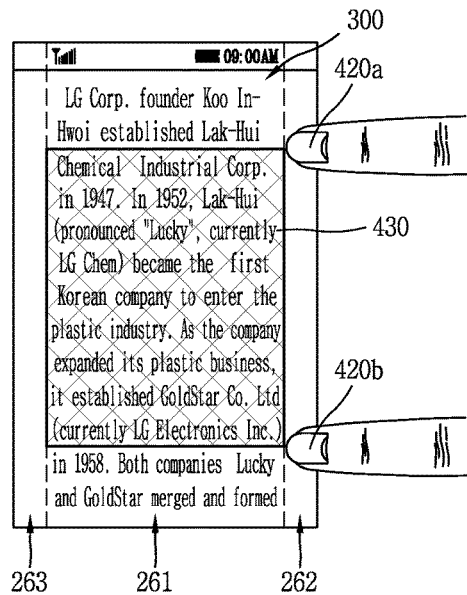 09:00AM
300
420a
LG Corp. founder Koo In-
Hwoi established Lak-Hui
Chemical Industrial Corp.
in 1947. In 1952, Lak-Hui
(pronounced "Lucky", currently
430
LG Chem) became the first
Korean company to enter the
plastic industry. As the company
expanded its plastic business,
420b
it established GoldStar Co. Ltd
(currently LG Electronics Inc.)
in 1958. Both companies Lucky
and GoldStar merged and formed
263
261
262